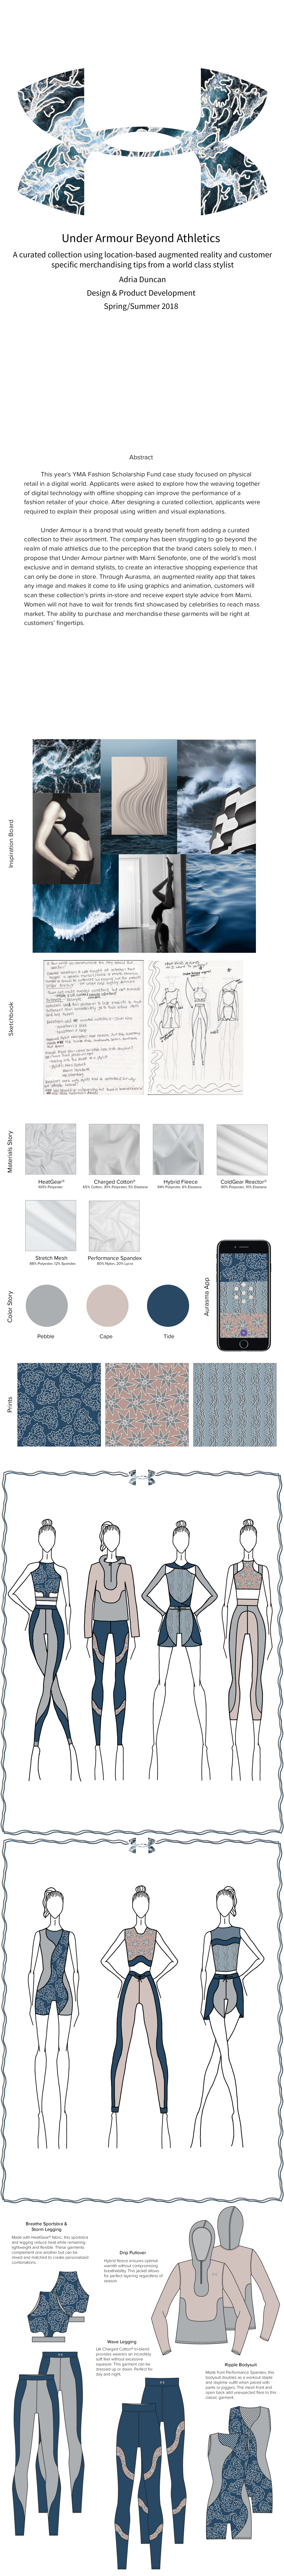 Under Armour Beyond Athletics
A curated collection using location-based augmented reality and customer
specific merchandising tips from a world class stylist
Adria Duncan
Design & Product Development
Spring/Summer 2018
Abstract
This year's YMA Fashion Scholarship Fund case study focused on physical
retail in a digital world. Applicants were asked to explore how the weaving together
of digital technology with offline shopping can improve the performance of a
fashion retailer of your choice. After designing a curated collection, applicants were
required to explain their proposal using written and visual explanations.
Under Armour is a brand that would greatly benefit from adding a curated
collection to their assortment. The company has been struggling to go beyond the
realm of male athletics due to the perception that the brand caters solely to men. I
propose that Under Armour partner with Marni Senofonte, one of the world's most
exclusive and in demand stylists, to create an interactive shopping experience that
can only be done in store. Through Aurasma, an augmented reality app that takes
any image and makes it come to life using graphics and animation, customers will
scan these collection's prints in-store and receive expert style advice from Marni.
Women will not have to wait for trends first showcased by celebrities to reach mass
market. The ability to purchase and merchandise these garments will be right at
customers' fingertips.
Inspiration Board
Sketchbook
Materials Story
HeatGear®
100% Polyester
Charged Cotton®
65% Cotton, 30% Polyester, 5% Elastane
Hybrid Fleece
94% Polyester, 6% Elastane
ColdGear Reactor®
90% Polyester, 10% Elastane
Stretch Mesh
88% Polyester, 12% Spandex
Performance Spandex
80% Nylon, 20% Lycra
Color Story
Pebble
Cape
Tide
Aurasma App
Prints
Breathe Sportsbra &
Storm Legging
Made with HeatGear® fabric, this sportsbra
and legging reduce heat while remaining
lightweight and flexible. These garments
complement one another but can be
mixed and matched to create personalized
combinations.
Drip Pullover
Hybrid fleece ensures optimal
warmth without compromising
breathability. This jacket allows
for perfect layering regardless of
season.
Wave Legging
UA Charged Cotton® tri-blend
provides wearers an incredibly
soft feel without excessive
squeeze. This garment can be
dressed up or down. Perfect for
day and night.
Ripple Bodysuit
Made from Performance Spandex, this
bodysuit doubles as a workout staple
and daytime outfit when paired with
pants or joggers. The mesh front and
open back add unexpected flare to this
classic garment.